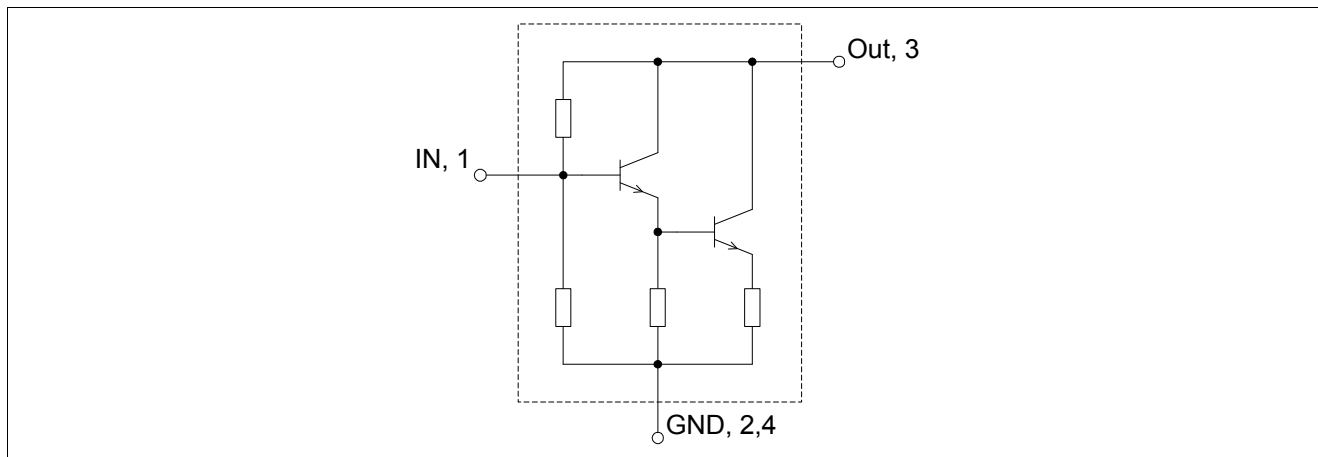 Out, 3
IN, 1
GND, 2,4